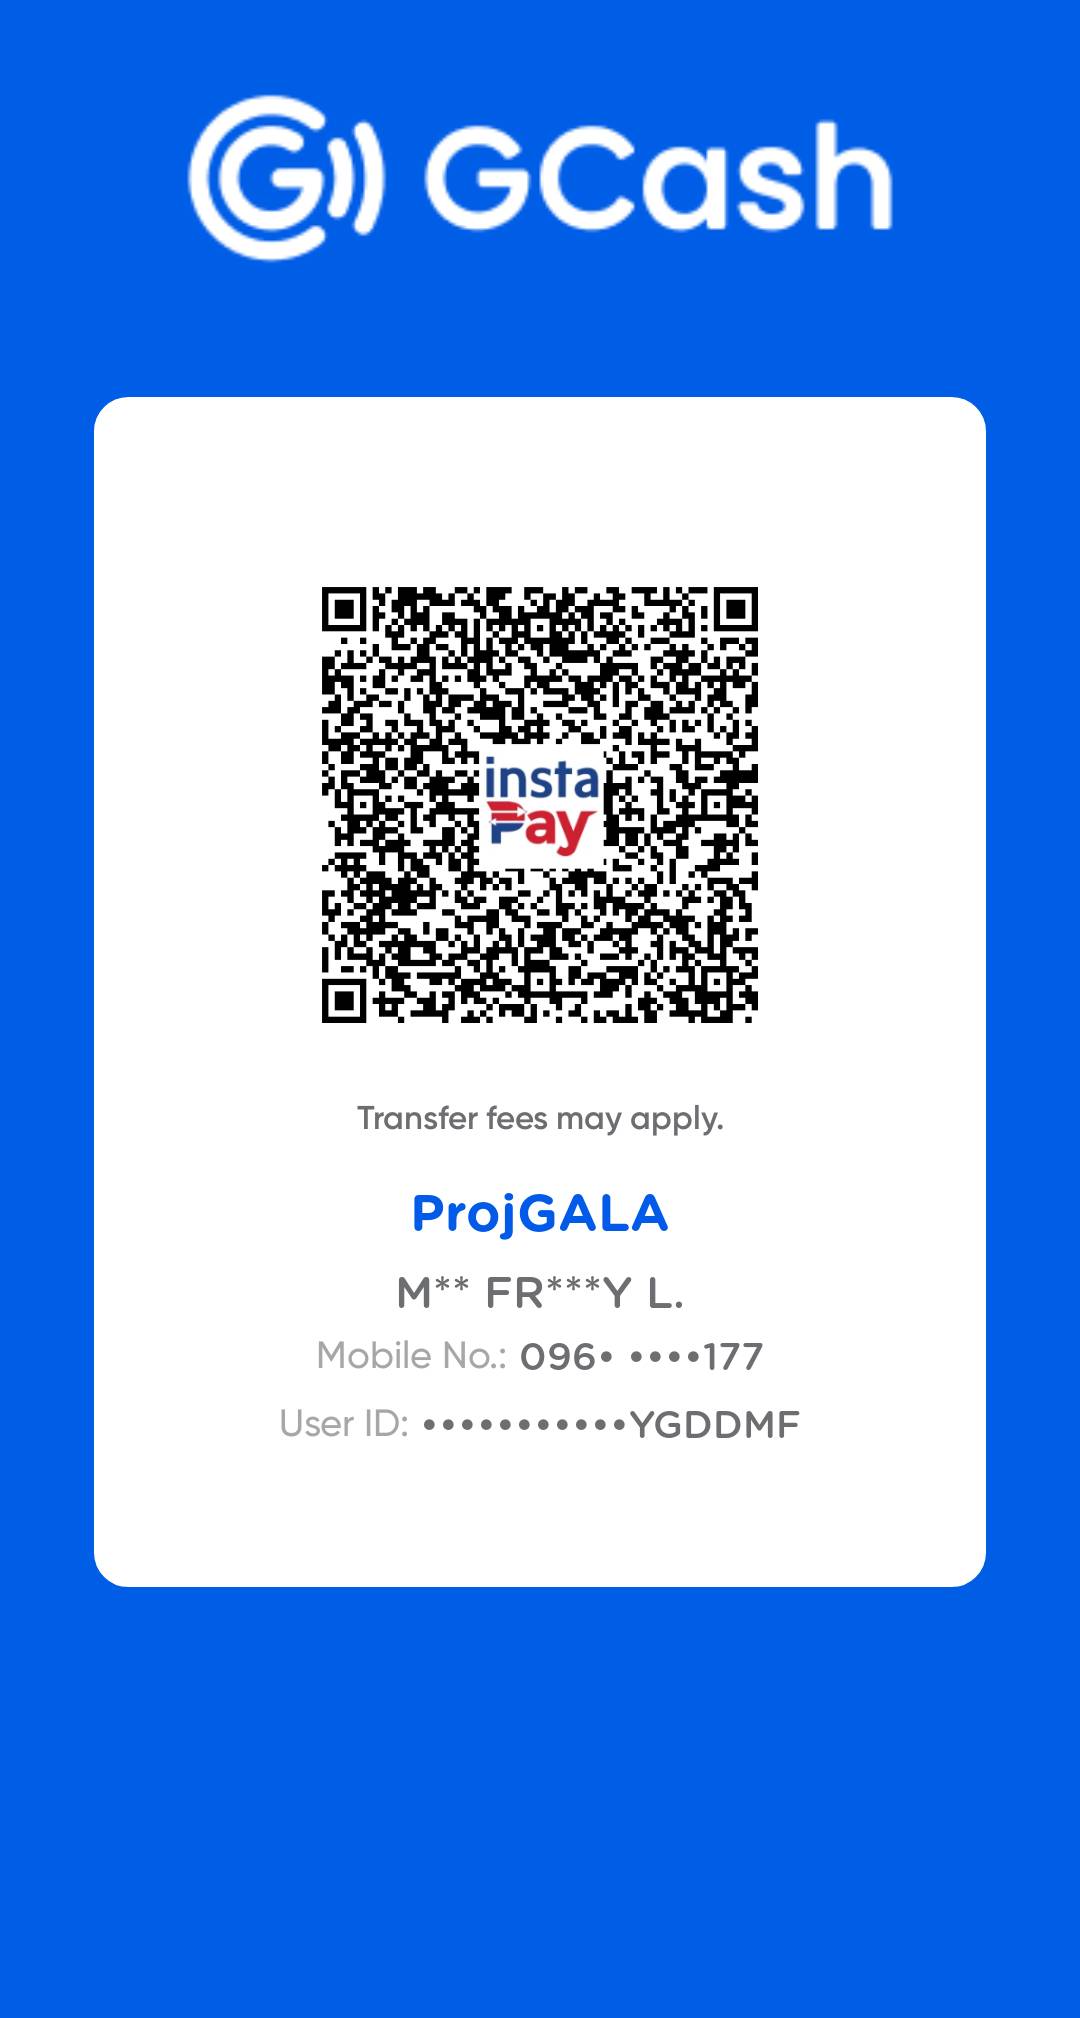 GCash
insta
Pay
Transfer fees may apply.
ProjGALA
M** FR***Y L.
Mobile No.: 096• ••••177
User ID: •••••••••••YGDDMF